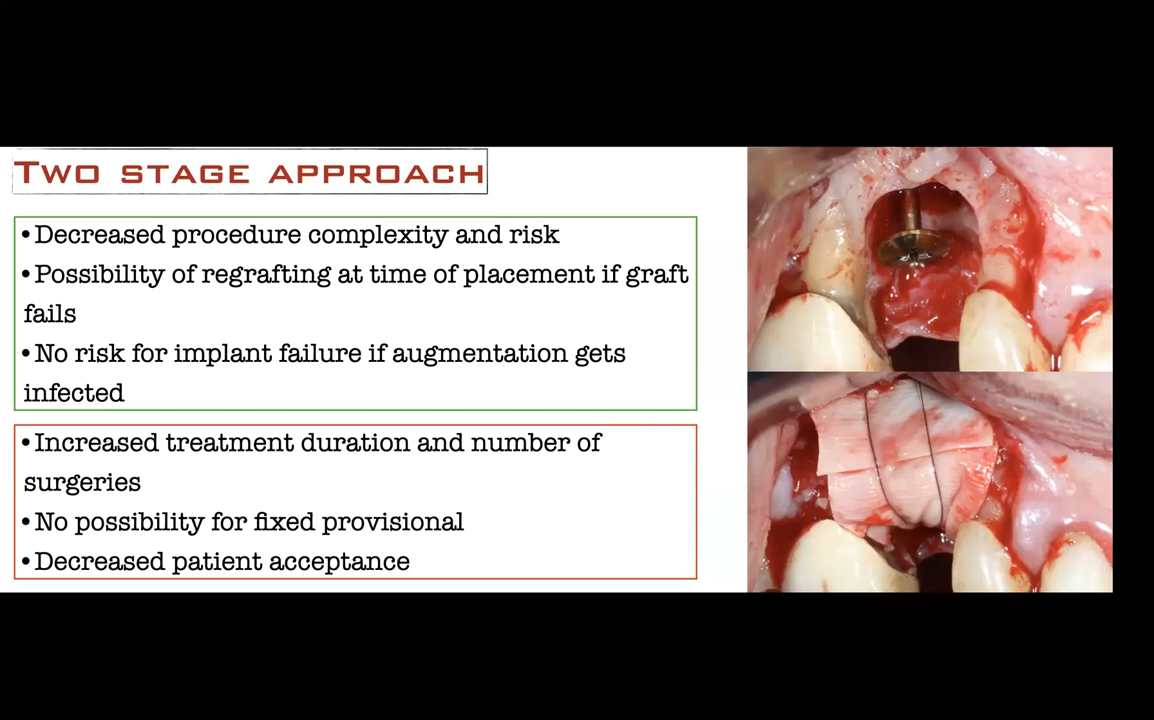 TWO STAGE APPROACH
•Decreased procedure complexity and risk
•Possibility of regrafting at time of placement if graft
fails
•No risk for implant failure if augmentation gets
infected
•Increased treatment duration and number of
surgeries
•No possibility for fixed provisional
•Decreased patient acceptance